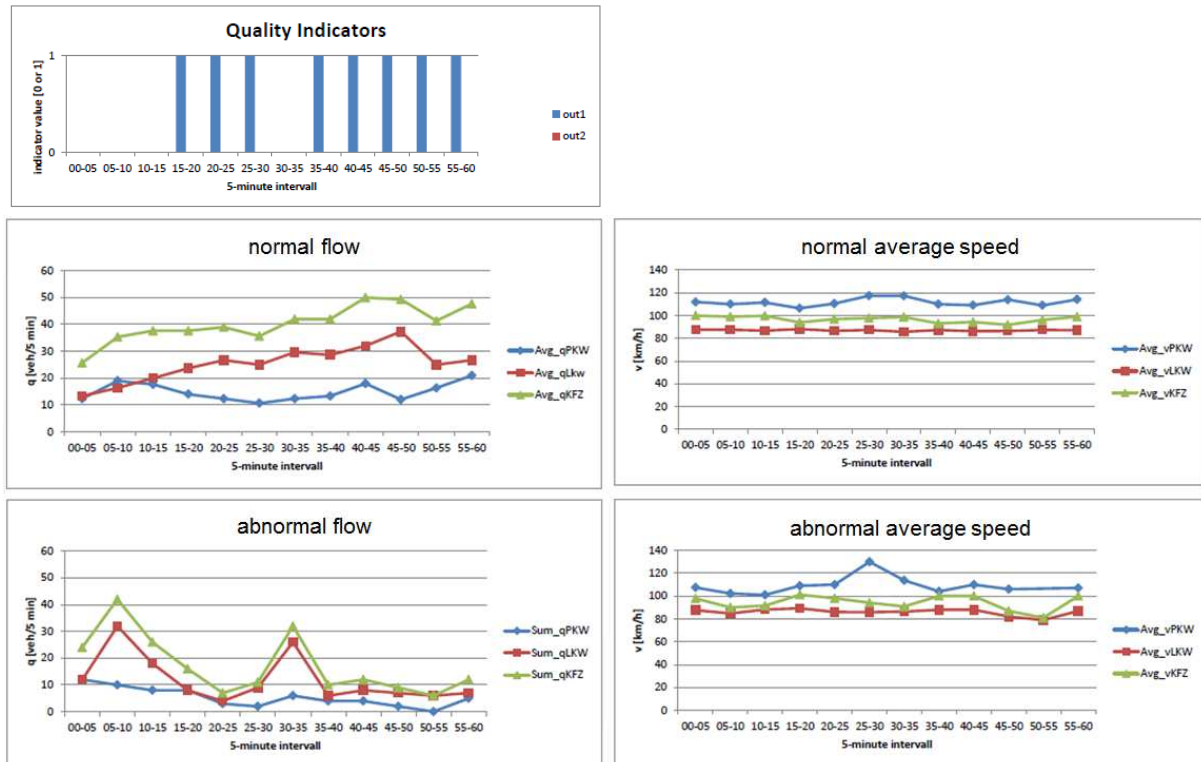 Quality Indicators
indicator value [0 or 1]
1
0
00-05 05-10 10-15 15-20 20-25 25-30 30-35 35-40 40-45 45-50 50-55 55-60
5-minute intervall
out1
out2
normal flow
q [veh/5 min]
60
50
40
30
20
10
0
00-05 05-10 10-15 15-20 20-25 25-30 30-35 35-40 40-45 45-50 50-55 55-60
5-minute intervall
Avg_qPKW
Avg_qLkw
Avg_qKFZ
normal average speed
v [km/h]
140
120
100
80
60
40
20
0
00-05 05-10 10-15 15-20 20-25 25-30 30-35 35-40 40-45 45-50 50-55 55-60
5-minute intervall
Avg_vPKW
Avg_vLKW
Avg_vKFZ
abnormal flow
q [veh/5 min]
60
50
40
30
20
10
0
00-05 05-10 10-15 15-20 20-25 25-30 30-35 35-40 40-45 45-50 50-55 55-60
5-minute intervall
Sum_qPKW
Sum_qLKW
Sum_qKFZ
abnormal average speed
v [km/h]
140
120
100
80
60
40
20
0
00-05 05-10 10-15 15-20 20-25 25-30 30-35 35-40 40-45 45-50 50-55 55-60
5-minute intervall
Avg_vPKW
Avg_vLKW
Avg_vKFZ